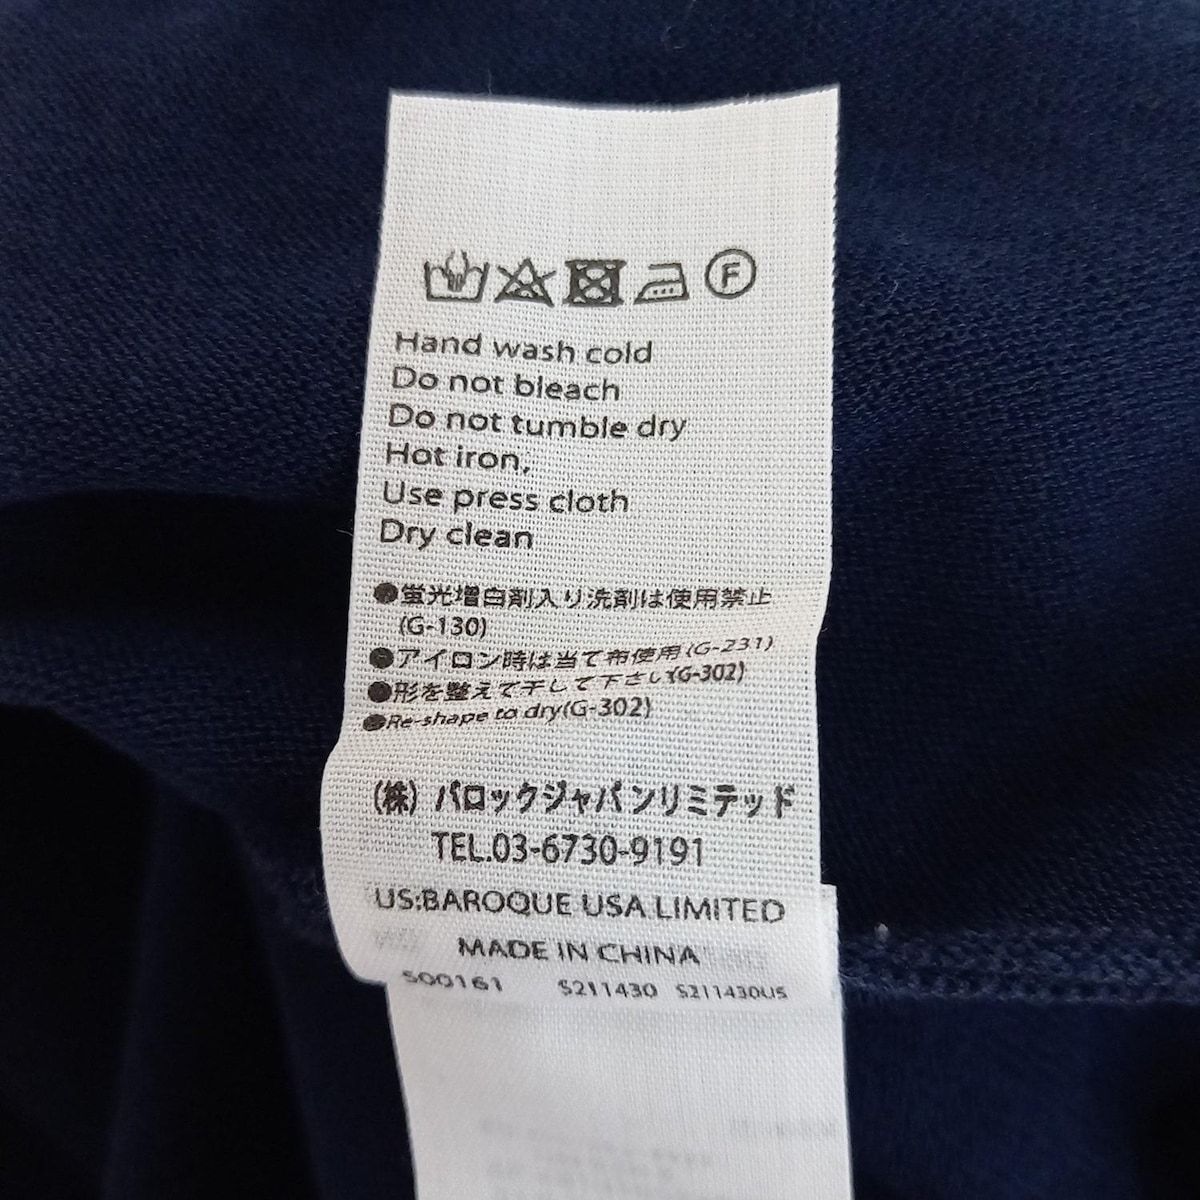 F
Hand wash cold
Do not bleach
Do not tumble dry
Hot iron,
Use press cloth
Dry clean
●蛍光増白剤入り洗剤は使用禁止
(G-130)
●アイロン時は当て布使用(G-231)
●形を整えて干して下さい(G-302)
●Re-shape to dry(G-302)
(株) バロックジャパンリミテッド
TEL.03-6730-9191
US:BAROQUE USA LIMITED
MADE IN CHINA
500161 S211430 S211430US